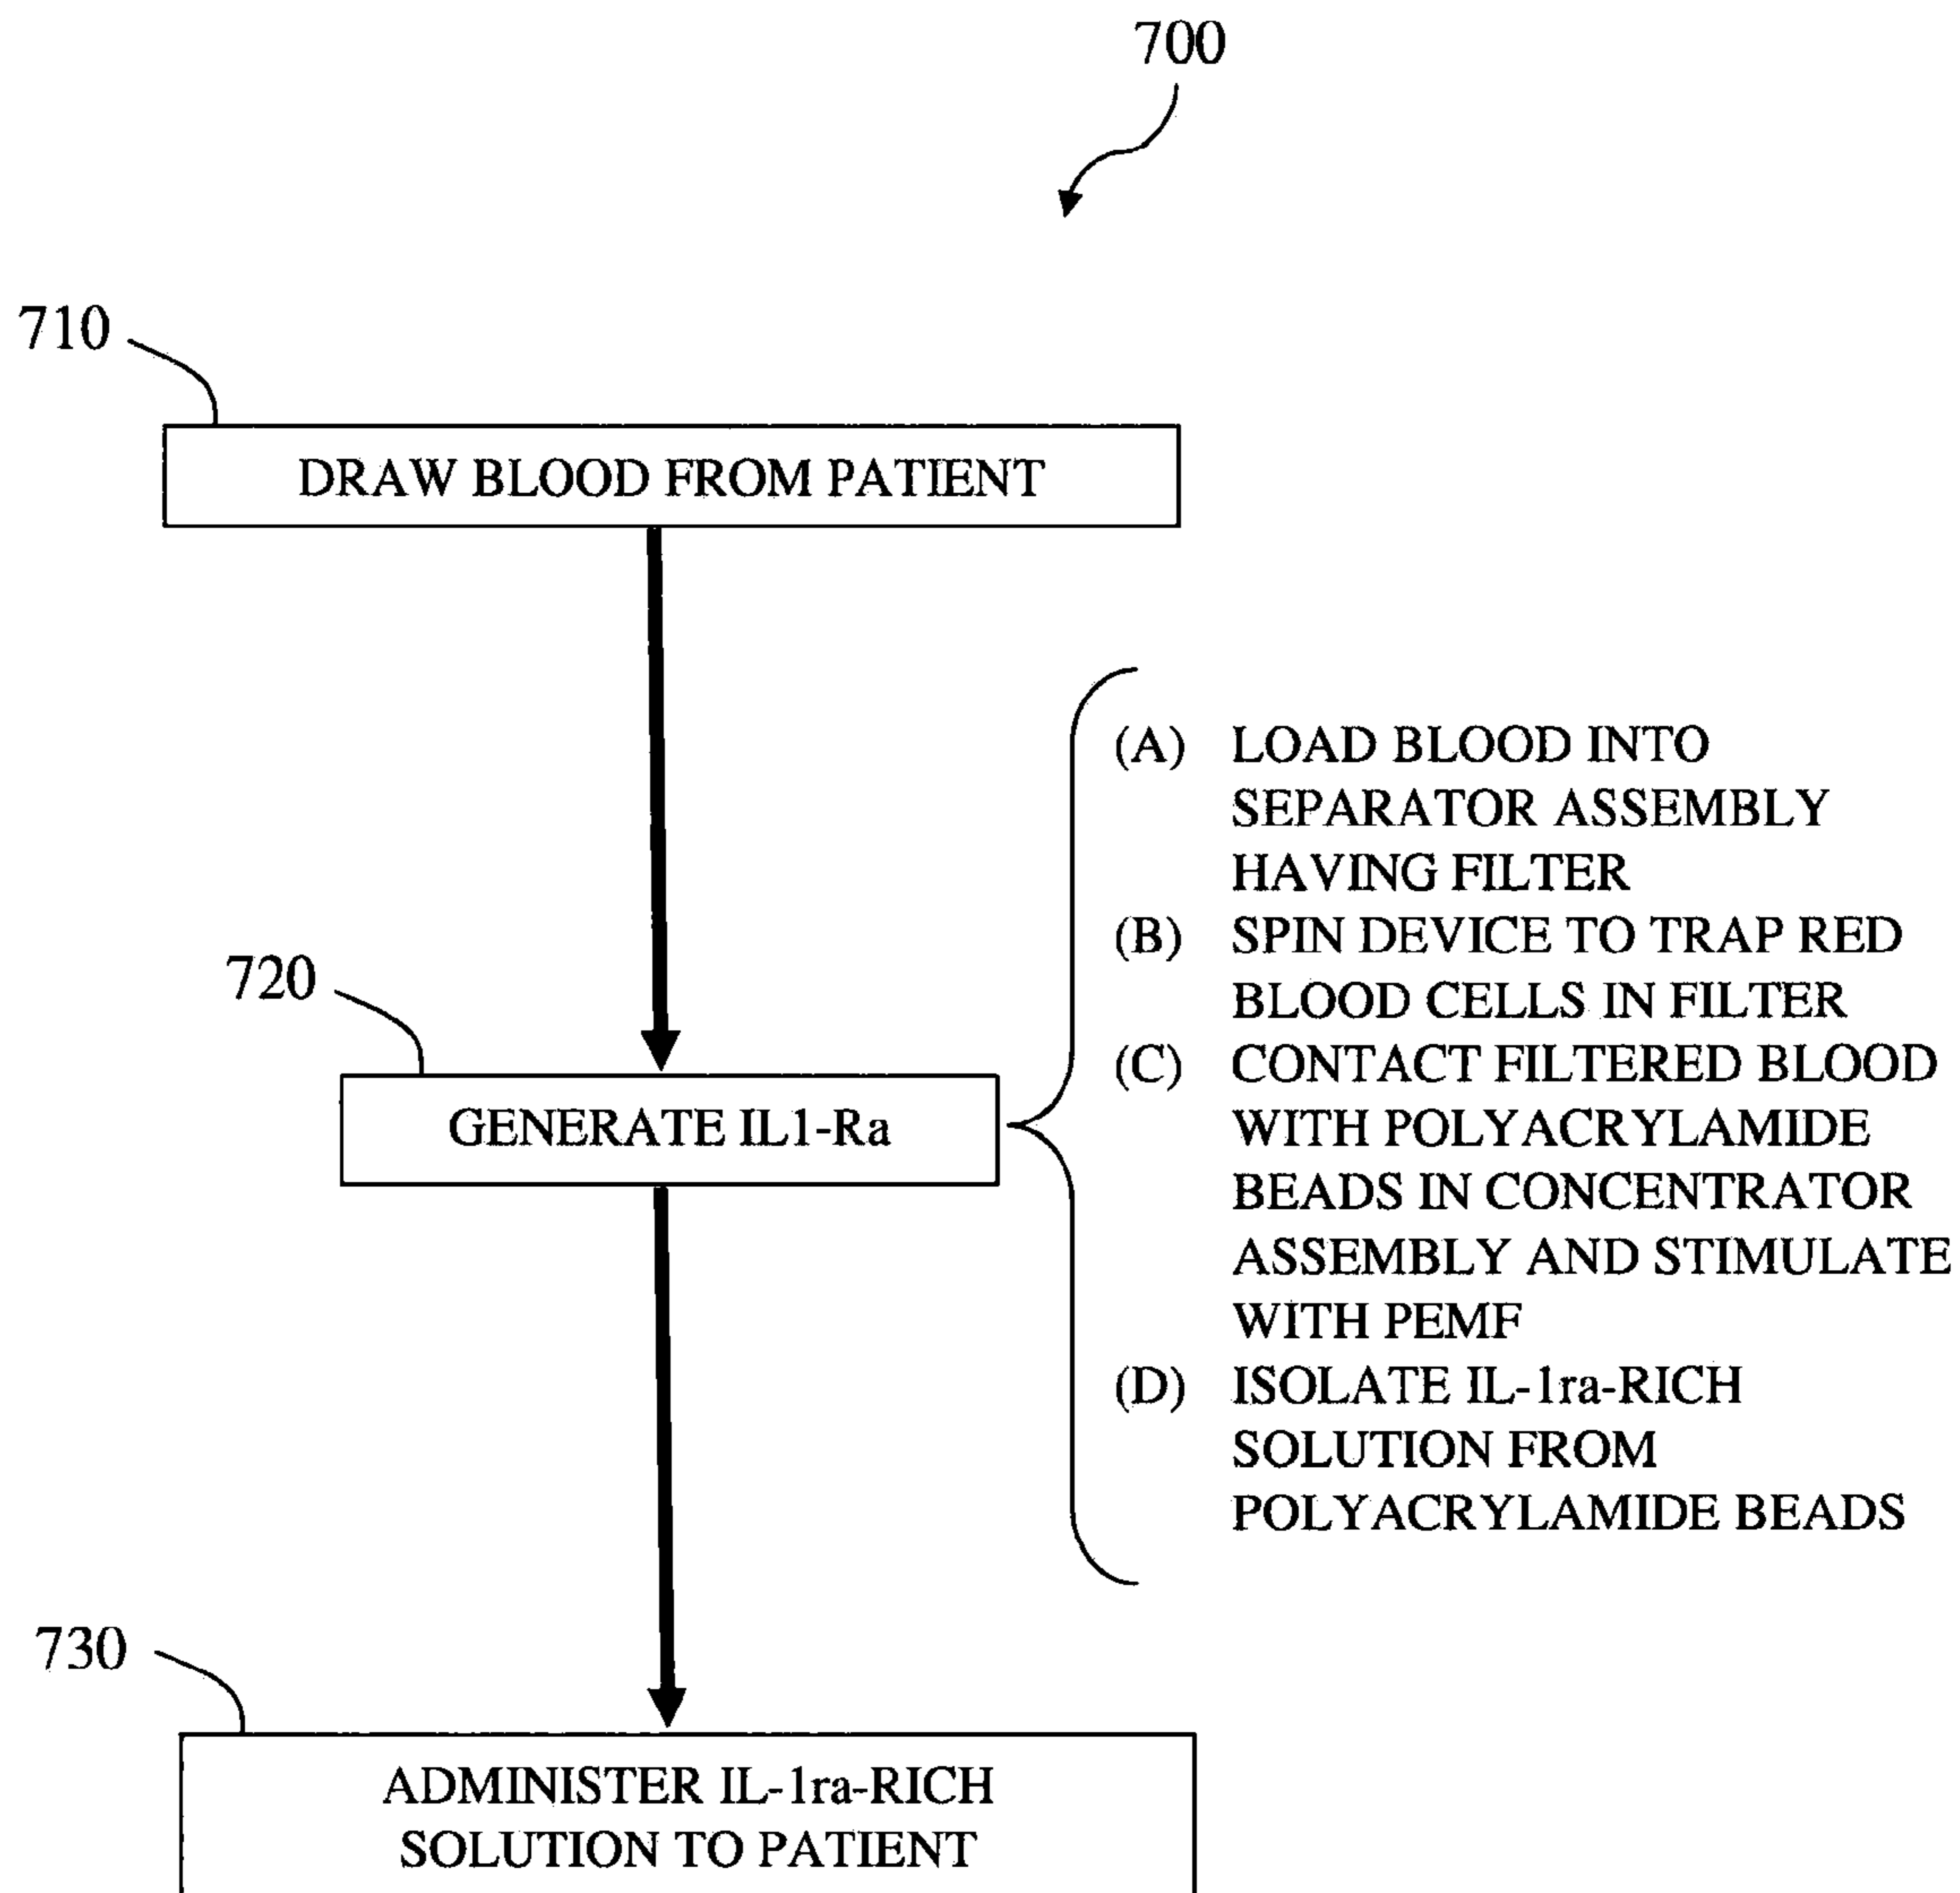 700
710
DRAW BLOOD FROM PATIENT
720
GENERATE IL1-Ra
(A) LOAD BLOOD INTO
SEPARATOR ASSEMBLY
HAVING FILTER
(B) SPIN DEVICE TO TRAP RED
BLOOD CELLS IN FILTER
(C) CONTACT FILTERED BLOOD
WITH POLYACRYLAMIDE
BEADS IN CONCENTRATOR
ASSEMBLY AND STIMULATE
WITH PEMF
(D) ISOLATE IL-1ra-RICH
SOLUTION FROM
POLYACRYLAMIDE BEADS
730
ADMINISTER IL-1ra-RICH
SOLUTION TO PATIENT